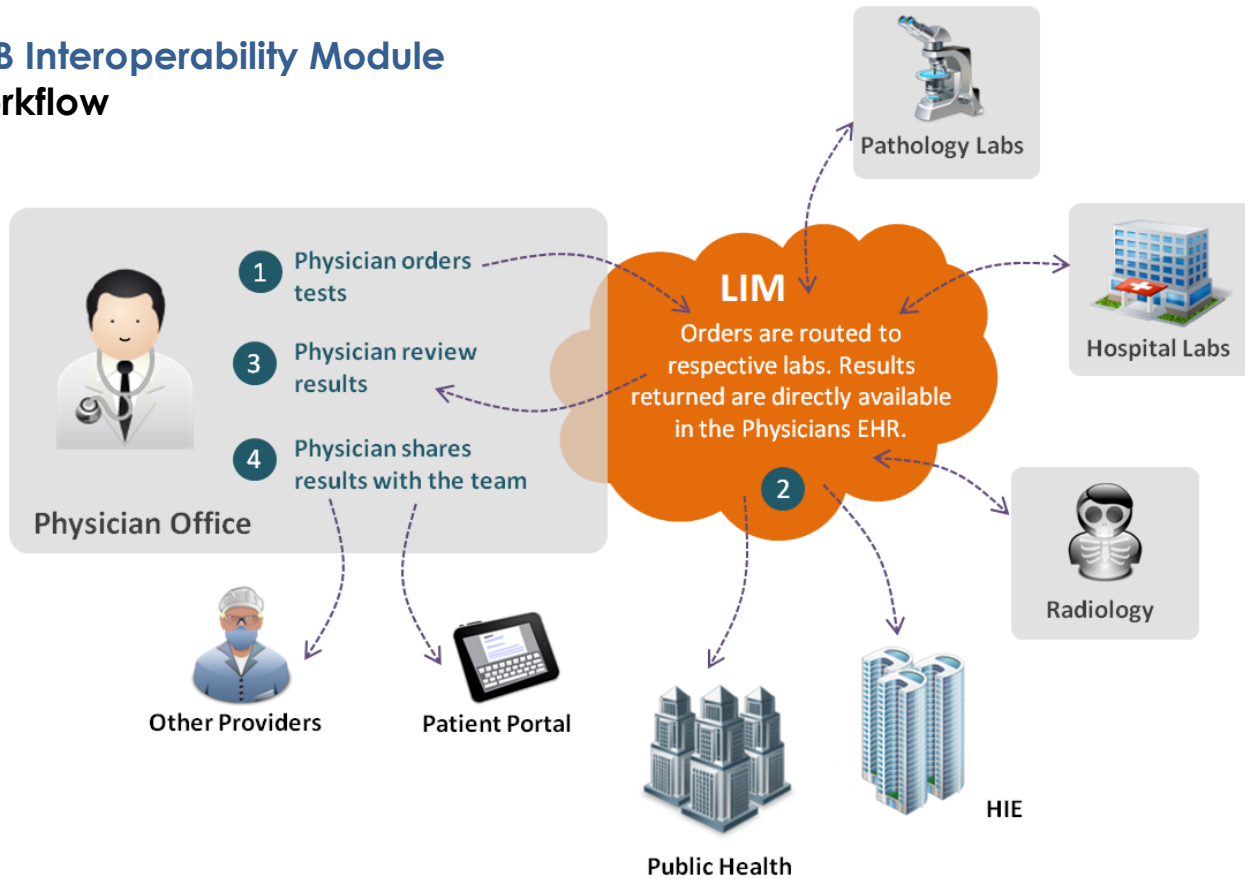 B Interoperability Module
orkflow
Pathology Labs
1 Physician orders
tests
LIM
Orders are routed to
respective labs. Results
returned are directly available
in the Physicians EHR.
2
Hospital Labs
3 Physician review
results
4 Physician shares
results with the team
Physician Office
Radiology
Other Providers
Patient Portal
HIE
Public Health